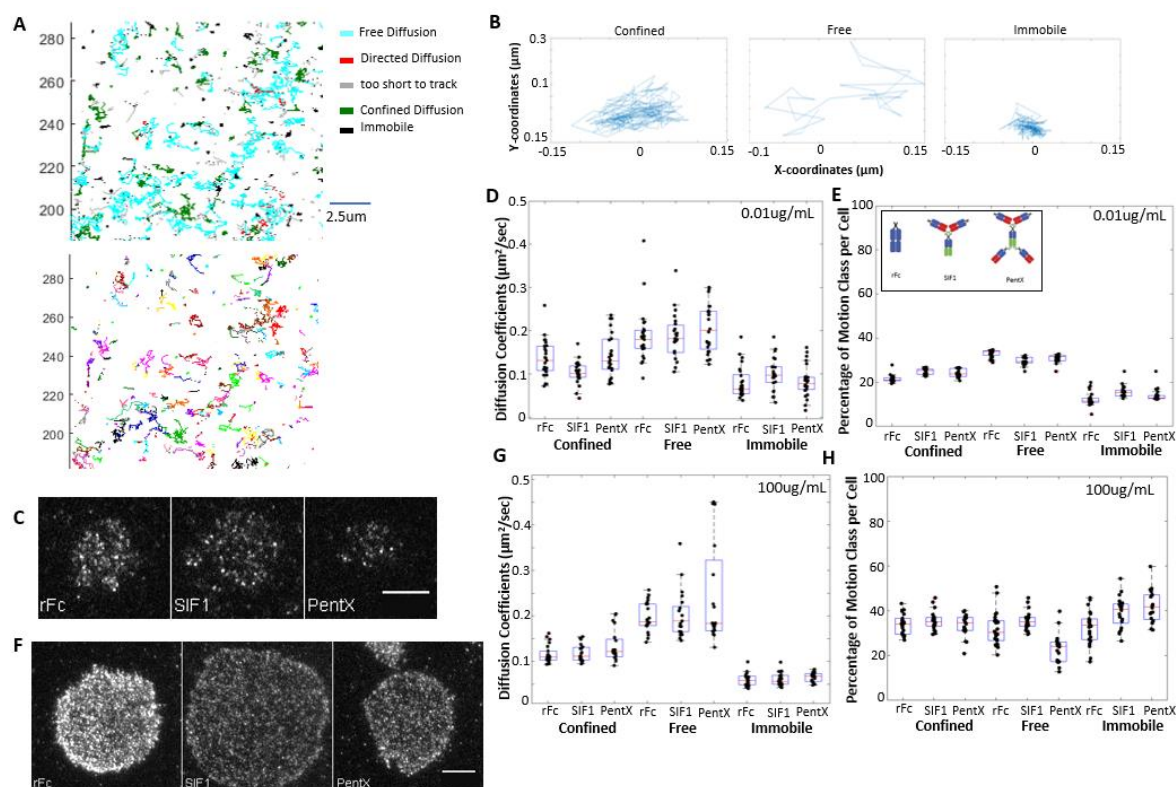 A
280
260
240
220
200
Free Diffusion
Directed Diffusion
too short to track
Confined Diffusion
Immobile
2.5um
280
260
240
220
200
B
Confined
Free
Immobile
Y-coordinates (µm)
0.3
0.1
0.15
-0.15
0
0.15
-0.1
0
0.15
-0.15
0
0.15
X-coordinates (µm)
C
rFc
SIF1
PentX
D
0.01ug/mL
Diffusion Coefficients (µm²/sec)
0.5
0.4
0.3
0.2
0.1
0
rFc SIF1 PentX rFc SIF1 PentX rFc SIF1 PentX
Confined Free Immobile
E
0.01ug/mL
Percentage of Motion Class per Cell
100
80
60
40
20
0
rFc
SIF1
PentX
rFc SIF1 PentX rFc SIF1 PentX rFc SIF1 PentX
Confined Free Immobile
F
rFc
SIF1
PentX
G
100ug/mL
Diffusion Coefficients (µm²/sec)
0.5
0.4
0.3
0.2
0.1
0
rFc SIF1 PentX rFc SIF1 PentX rFc SIF1 PentX
Confined Free Immobile
H
100ug/mL
Percentage of Motion Class per Cell
100
80
60
40
20
0
rFc SIF1 PentX rFc SIF1 PentX rFc SIF1 PentX
Confined Free Immobile